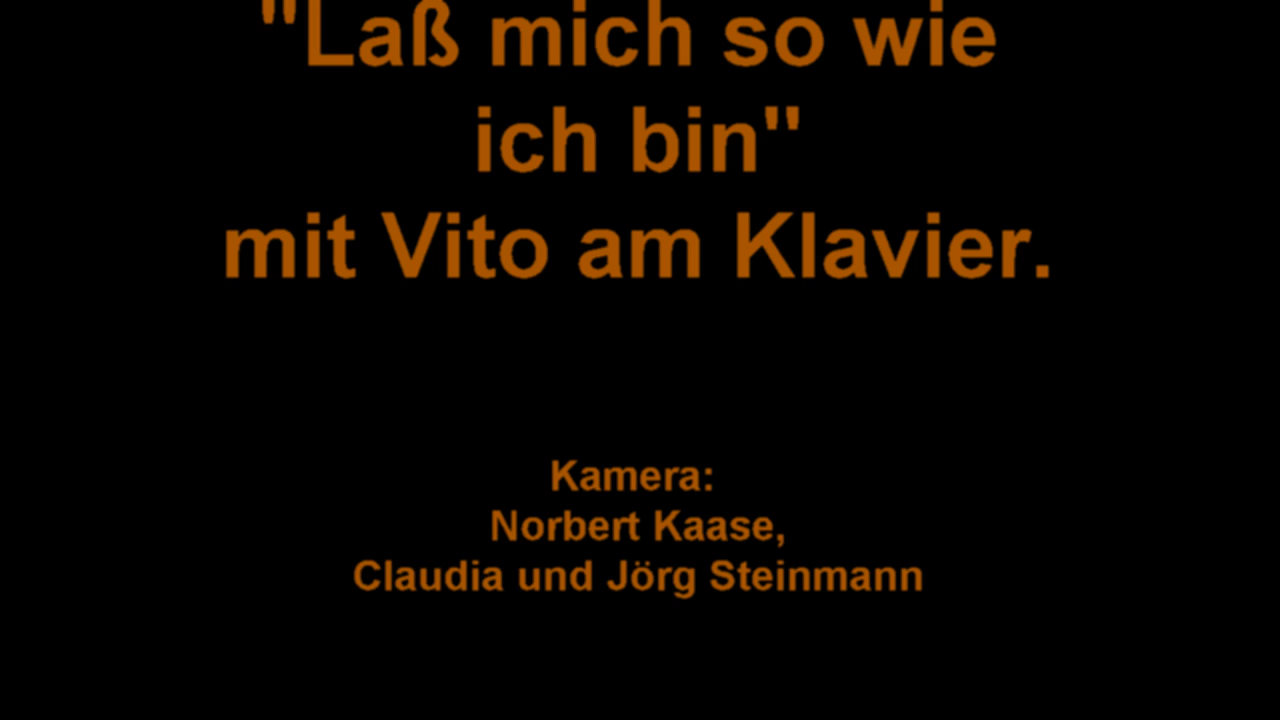 "Laß mich so wie
ich bin"
mit Vito am Klavier.
Kamera:
Norbert Kaase,
Claudia und Jörg Steinmann